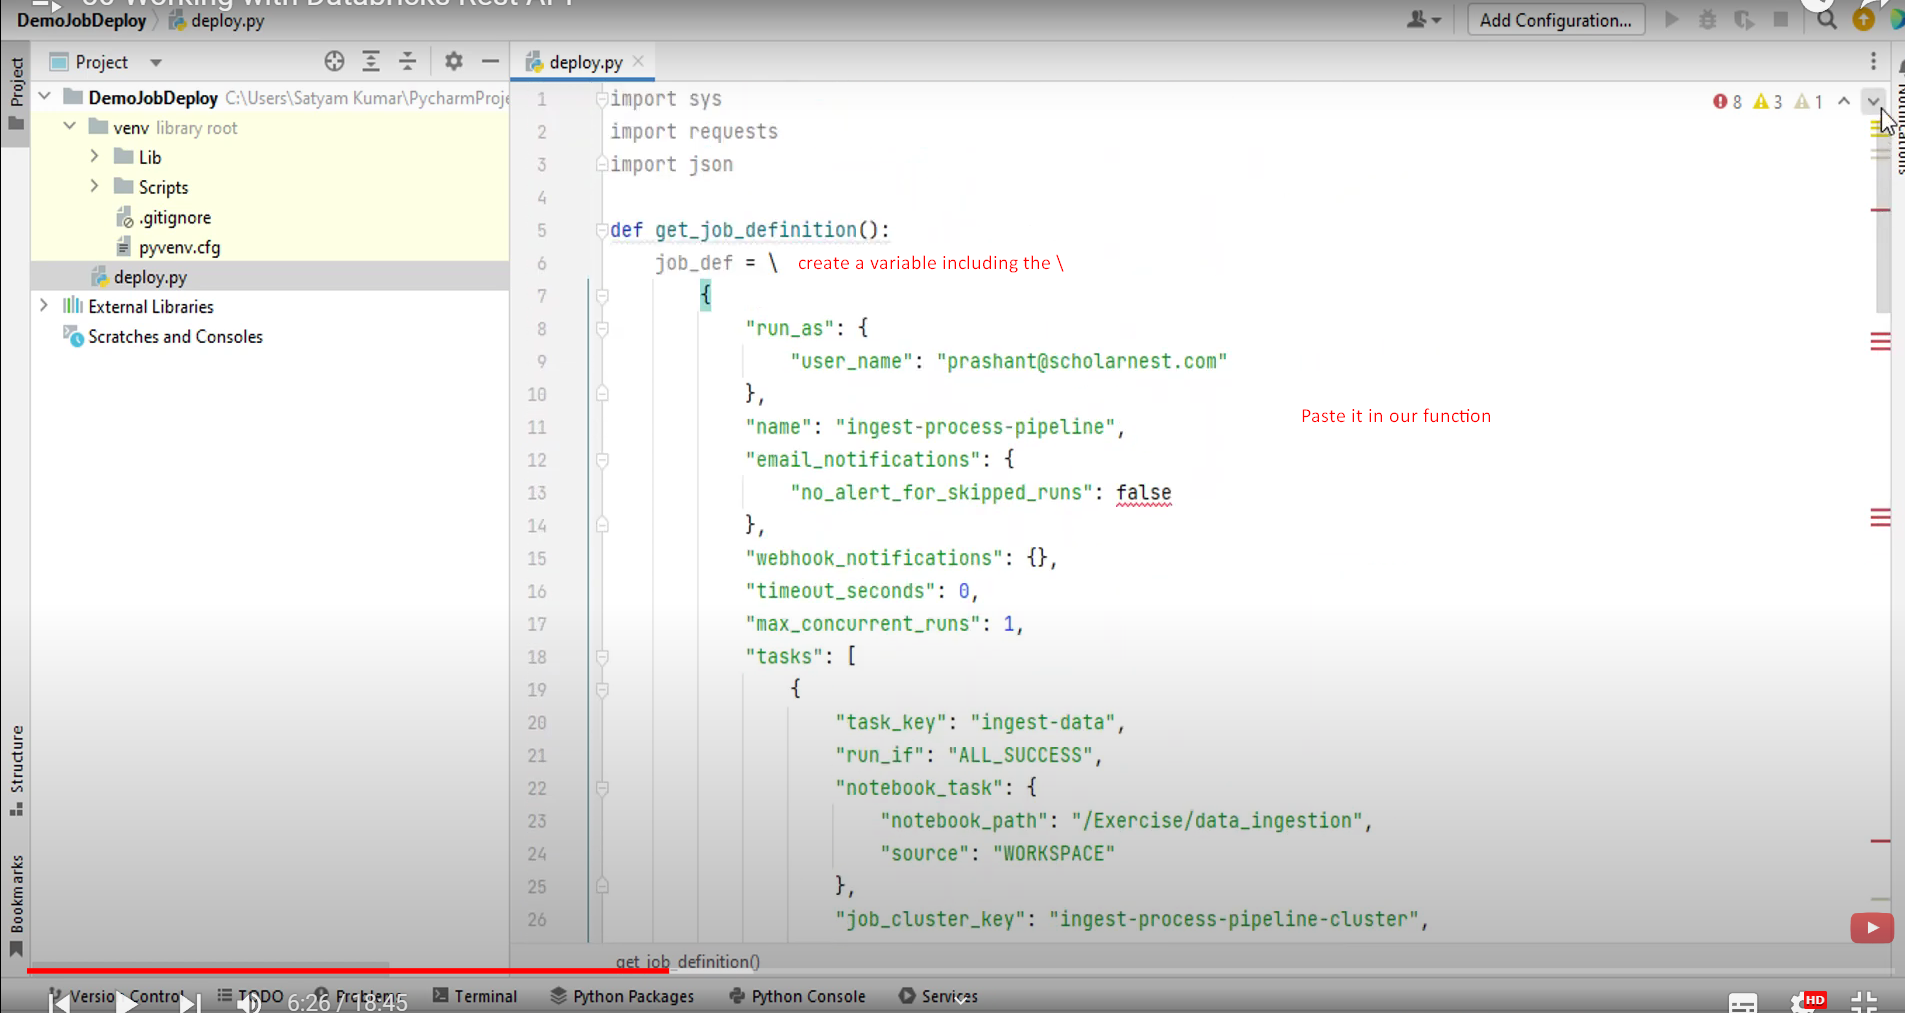 DemoJobDeploy deploy.py
Add Configuration...
Project
Project
deploy.py
DemoJobDeploy C:\Users\Satyam Kumar\PycharmProje
venv library root
Lib
Scripts
.gitignore
pyvenv.cfg
deploy.py
External Libraries
Scratches and Consoles
Structure
Bookmarks
Notifications
8 3 1
1 import sys
2 import requests
3 import json
4
5 def get_job_definition():
6 job_def = \ create a variable including the \
7 {
8 "run_as": {
9 "user_name": "prashant@scholarnest.com"
10 },
11 "name": "ingest-process-pipeline",
Paste it in our function
12 "email_notifications": {
13 "no_alert_for_skipped_runs": false
14 },
15 "webhook_notifications": {},
16 "timeout_seconds": 0,
17 "max_concurrent_runs": 1,
18 "tasks": [
19 {
20 "task_key": "ingest-data",
21 "run_if": "ALL_SUCCESS",
22 "notebook_task": {
23 "notebook_path": "/Exercise/data_ingestion",
24 "source": "WORKSPACE"
25 },
26 "job_cluster_key": "ingest-process-pipeline-cluster",
get_job_definition()
Version Control TODO Problems Terminal Python Packages Python Console Services
6:26 / 18:45
HD